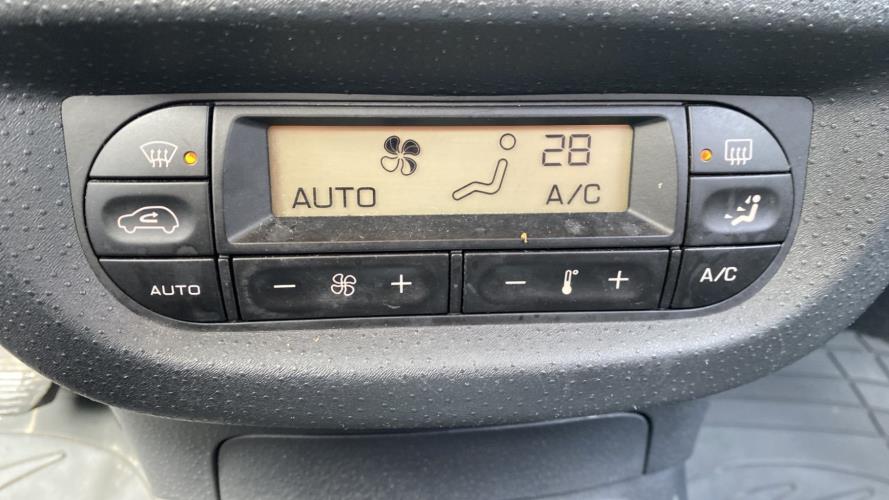 28
AUTO A/C
AUTO - + - + A/C